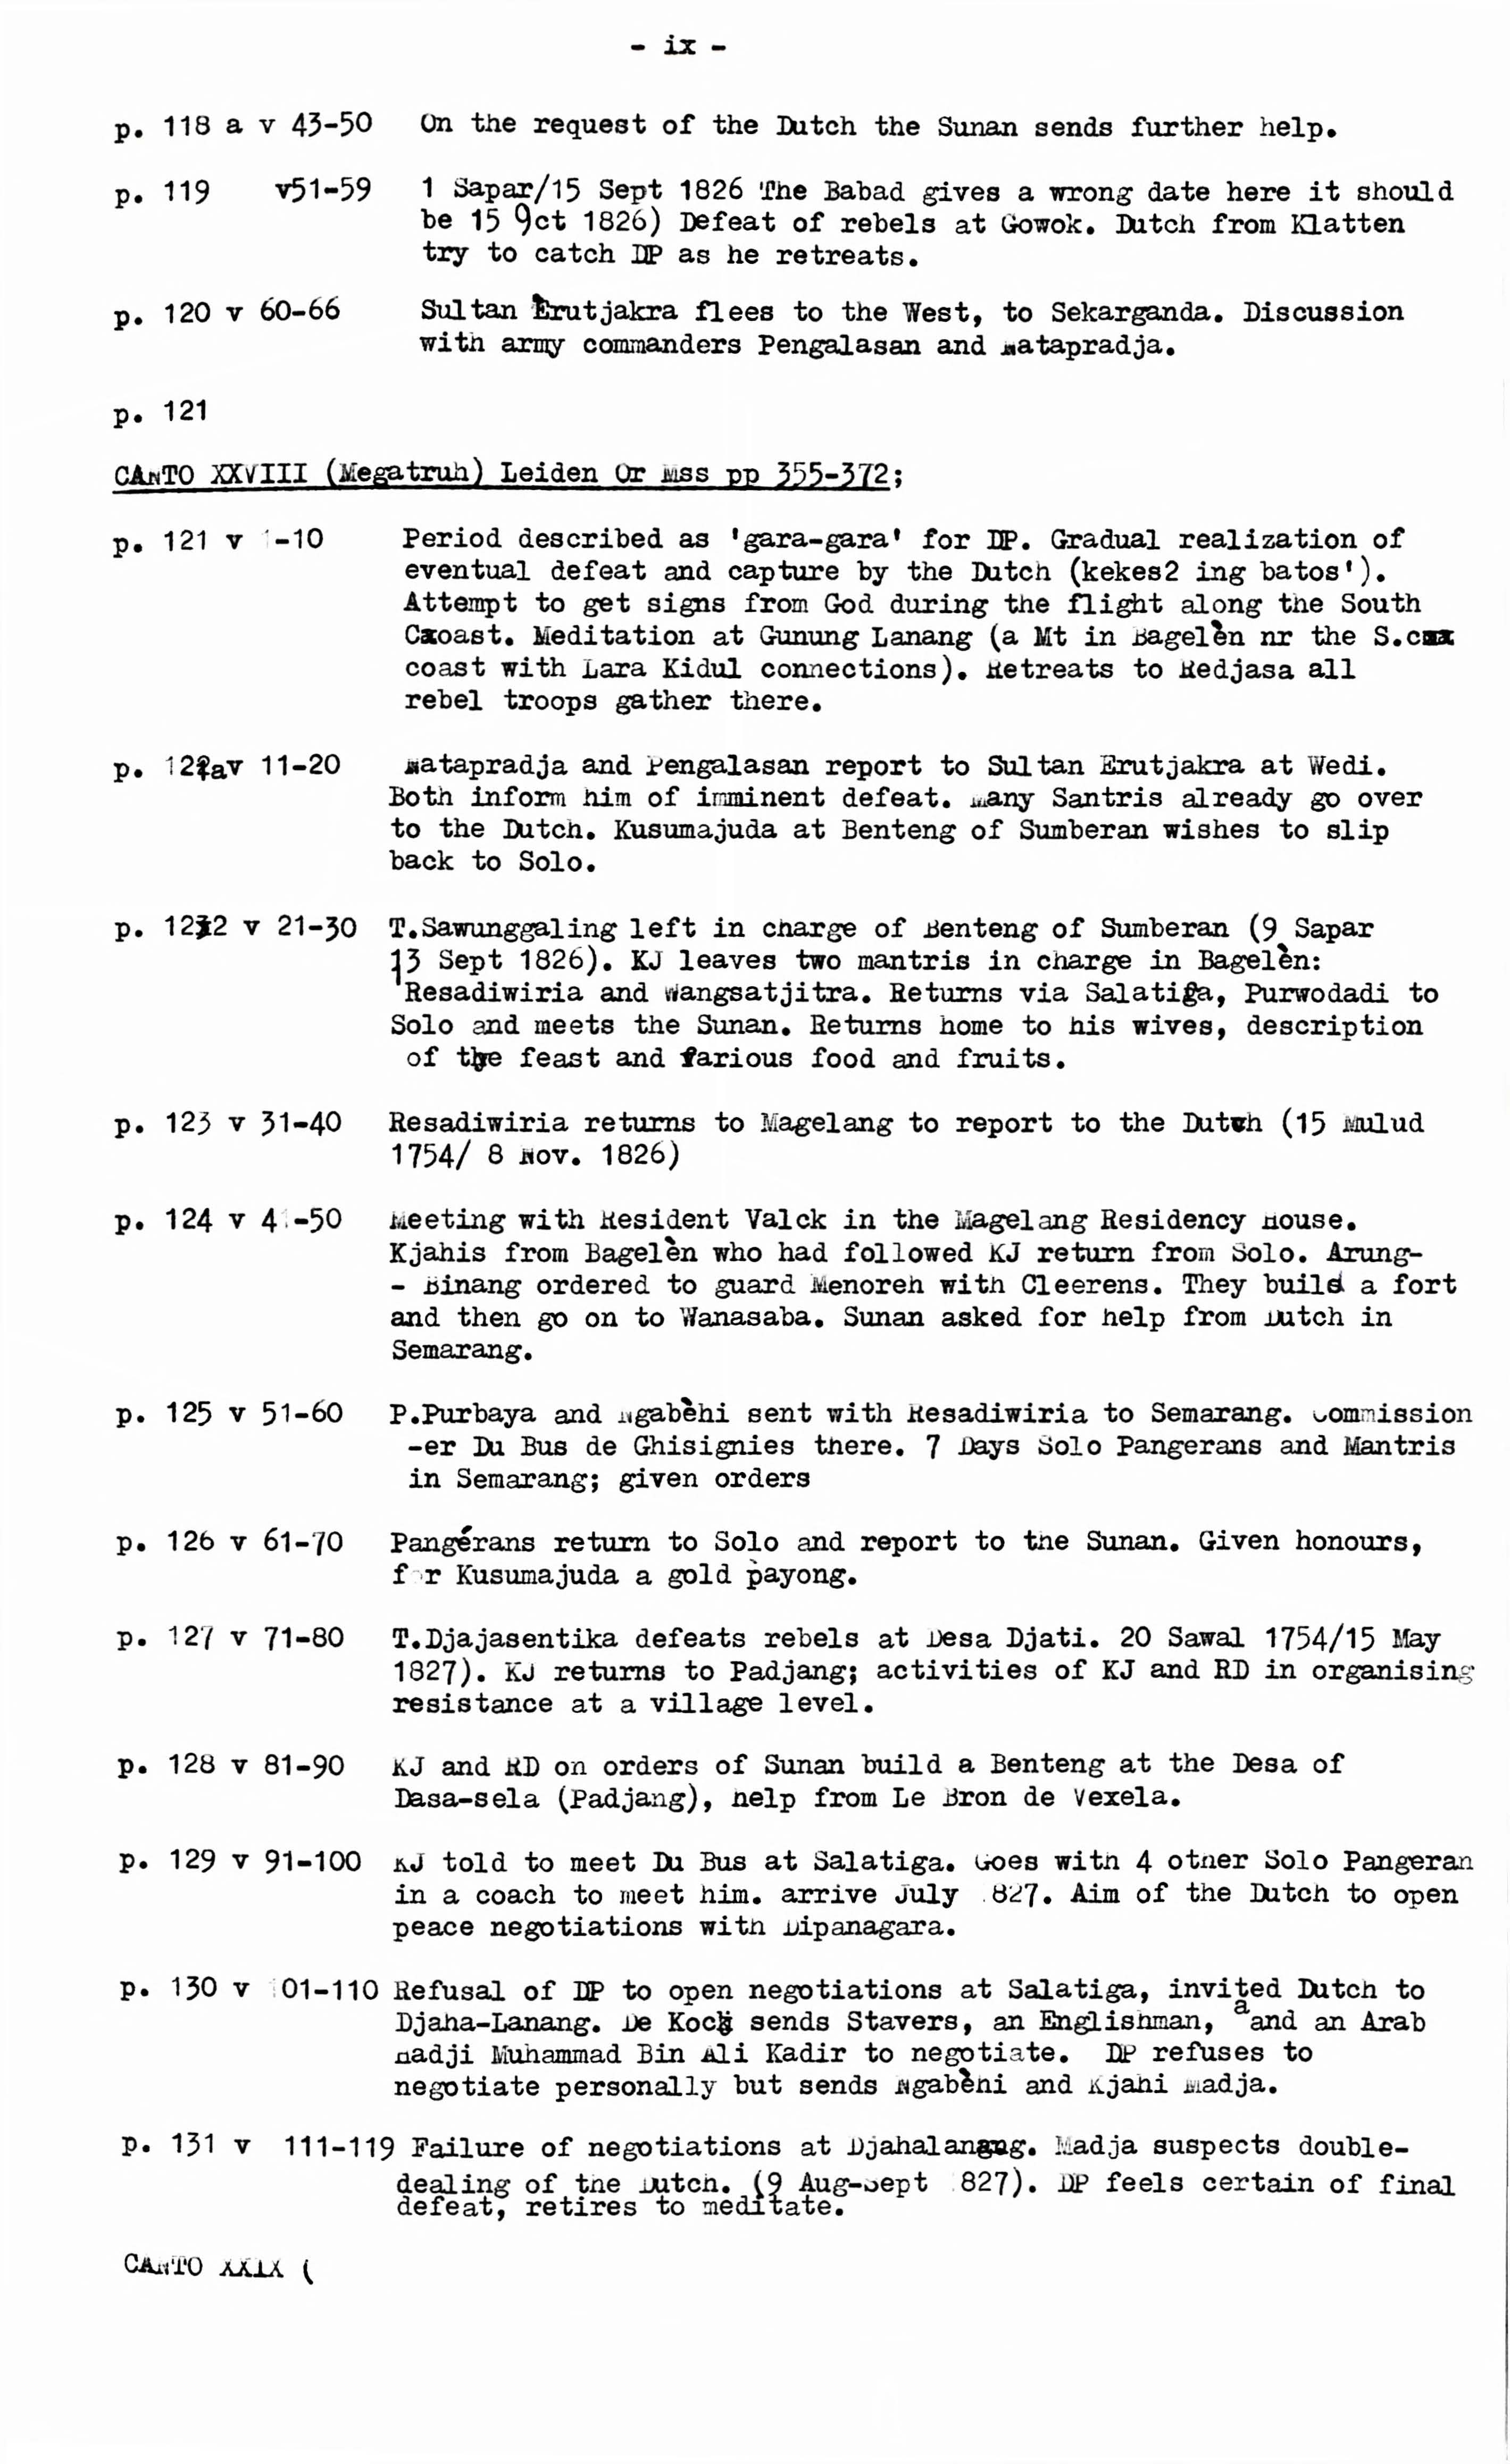 - ix -
p. 118 a v 43-50 On the request of the Dutch the Sunan sends further help.
p. 119 v51-59 1 Sapar/15 Sept 1826 The Babad gives a wrong date here it should
be 15 Oct 1826) Defeat of rebels at Gowok. Dutch from Klatten
try to catch DP as he retreats.
p. 120 v 60-66 Sultan Erutjakra flees to the West, to Sekarganda. Discussion
with army commanders Pengalasan and Natapradja.
p. 121
CANTO XXVIII (Megatruh) Leiden Or Mss pp 355-372;
p. 121 v 1-10 Period described as 'gara-gara' for DP. Gradual realization of
eventual defeat and capture by the Dutch (kekes2 ing batos').
Attempt to get signs from God during the flight along the South
Cxoast. Meditation at Gunung Lanang (a Mt in Bagelèn nr the S.
coast with Lara Kidul connections). Retreats to Redjasa all
rebel troops gather there.
p. av 11-20 Natapradja and Pengalasan report to Sultan Erutjakra at Wedi.
Both inform him of imminent defeat. Many Santris already go over
to the Dutch. Kusumajuda at Benteng of Sumberan wishes to slip
back to Solo.
p. 122 v 21-30 T.Sawunggaling left in charge of Benteng of Sumberan (9 Sapar
13 Sept 1826). KJ leaves two mantris in charge in Bagelèn:
Resadiwiria and Wangsatjitra. Returns via Salatiga, Purwodadi to
Solo and meets the Sunan. Returns home to his wives, description
of the feast and farious food and fruits.
p. 123 v 31-40 Resadiwiria returns to Magelang to report to the Dutch (15 Mulud
1754/ 8 Nov. 1826)
p. 124 v 41-50 Meeting with Resident Valck in the Magelang Residency House.
Kjahis from Bagelèn who had followed KJ return from Solo. Arung-
- Binang ordered to guard Menoreh with Cleerens. They build a fort
and then go on to Wanasaba. Sunan asked for help from Dutch in
Semarang.
p. 125 v 51-60 P.Purbaya and Ngabèhi sent with Resadiwiria to Semarang. Commission
-er Du Bus de Ghisignies there. 7 Days Solo Pangerans and Mantris
in Semarang; given orders
p. 126 v 61-70 Pangérans return to Solo and report to the Sunan. Given honours,
for Kusumajuda a gold payong.
p. 127 v 71-80 T.Djajasentika defeats rebels at Desa Djati. 20 Sawal 1754/15 May
1827). KJ returns to Padjang; activities of KJ and RD in organising
resistance at a village level.
p. 128 v 81-90 KJ and RD on orders of Sunan build a Benteng at the Desa of
Dasa-sela (Padjang), help from Le Bron de Vexela.
p. 129 v 91-100 KJ told to meet Du Bus at Salatiga. Goes with 4 other Solo Pangeran
in a coach to meet him. arrive July 1827. Aim of the Dutch to open
peace negotiations with Dipanagara.
p. 130 v 101-110 Refusal of DP to open negotiations at Salatiga, invited Dutch to
Djaha-Lanang. De Kock sends Stavers, an Englishman, a and an Arab
Hadji Muhammad Bin Ali Kadir to negotiate. DP refuses to
negotiate personally but sends Ngabèhi and Kjahi Madja.
p. 131 v 111-119 Failure of negotiations at Djahalanang. Madja suspects double-
dealing of the Dutch. (9 Aug-Sept 1827). DP feels certain of final
defeat, retires to meditate.
CANTO XXIX (